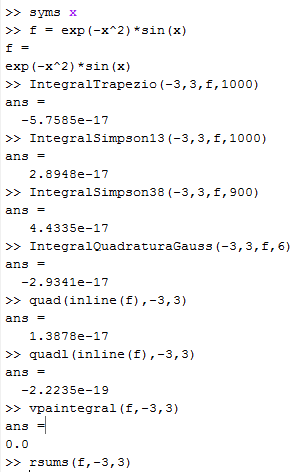 >> syms x
>> f = exp(-x^2)*sin(x)
f =
exp(-x^2)*sin(x)
>> IntegralTrapezio(-3,3,f,1000)
ans =
-5.7585e-17
>> IntegralSimpson13(-3,3,f,1000)
ans =
2.8948e-17
>> IntegralSimpson38(-3,3,f,900)
ans =
4.4335e-17
>> IntegralQuadraturaGauss(-3,3,f,6)
ans =
-2.9341e-17
>> quad(inline(f),-3,3)
ans =
1.3878e-17
>> quadl(inline(f),-3,3)
ans =
-2.2235e-19
>> vpaintegral(f,-3,3)
ans =
0.0
>> rsums(f,-3,3)